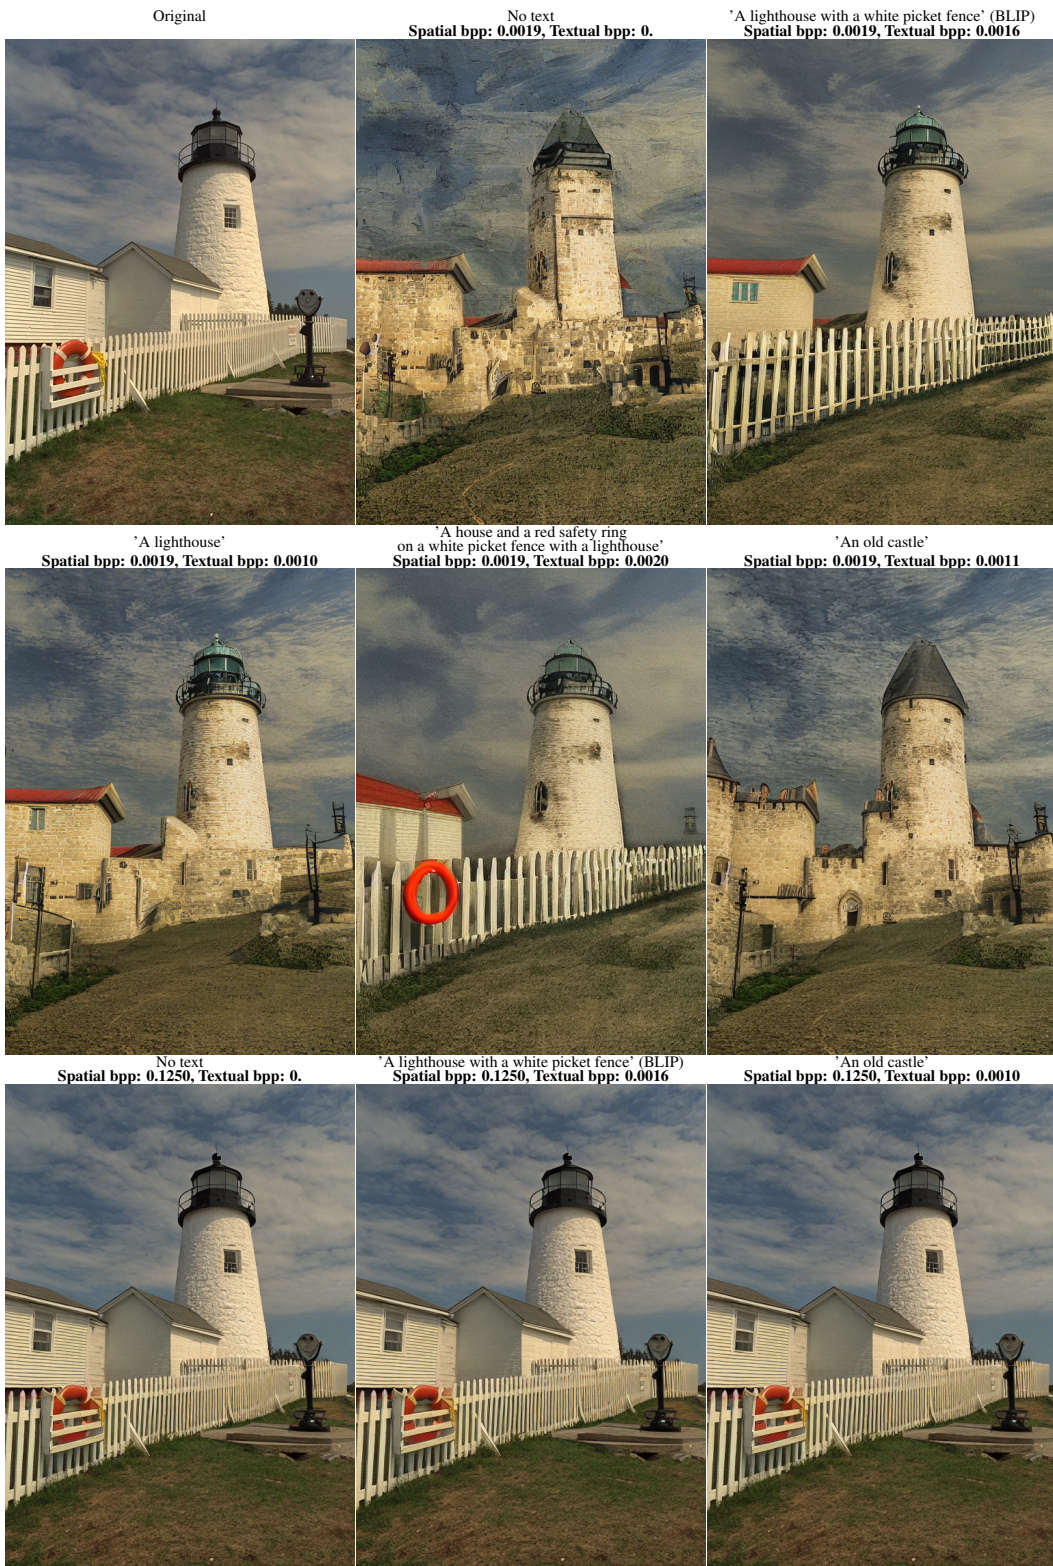 Original
No text
Spatial bpp: 0.0019, Textual bpp: 0.
'A lighthouse with a white picket fence' (BLIP)
Spatial bpp: 0.0019, Textual bpp: 0.0016
'A lighthouse'
Spatial bpp: 0.0019, Textual bpp: 0.0010
'A house and a red safety ring
on a white picket fence with a lighthouse'
Spatial bpp: 0.0019, Textual bpp: 0.0020
'An old castle'
Spatial bpp: 0.0019, Textual bpp: 0.0011
No text
Spatial bpp: 0.1250, Textual bpp: 0.
'A lighthouse with a white picket fence' (BLIP)
Spatial bpp: 0.1250, Textual bpp: 0.0016
'An old castle'
Spatial bpp: 0.1250, Textual bpp: 0.0010